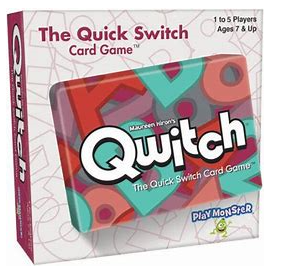 The Quick Switch
Card Game™
1 to 5 Players
Ages 7 & Up
Qwitch
Maureen Hiron's
Qwitch
The Quick Switch Card Game™
PLAYMONSTER